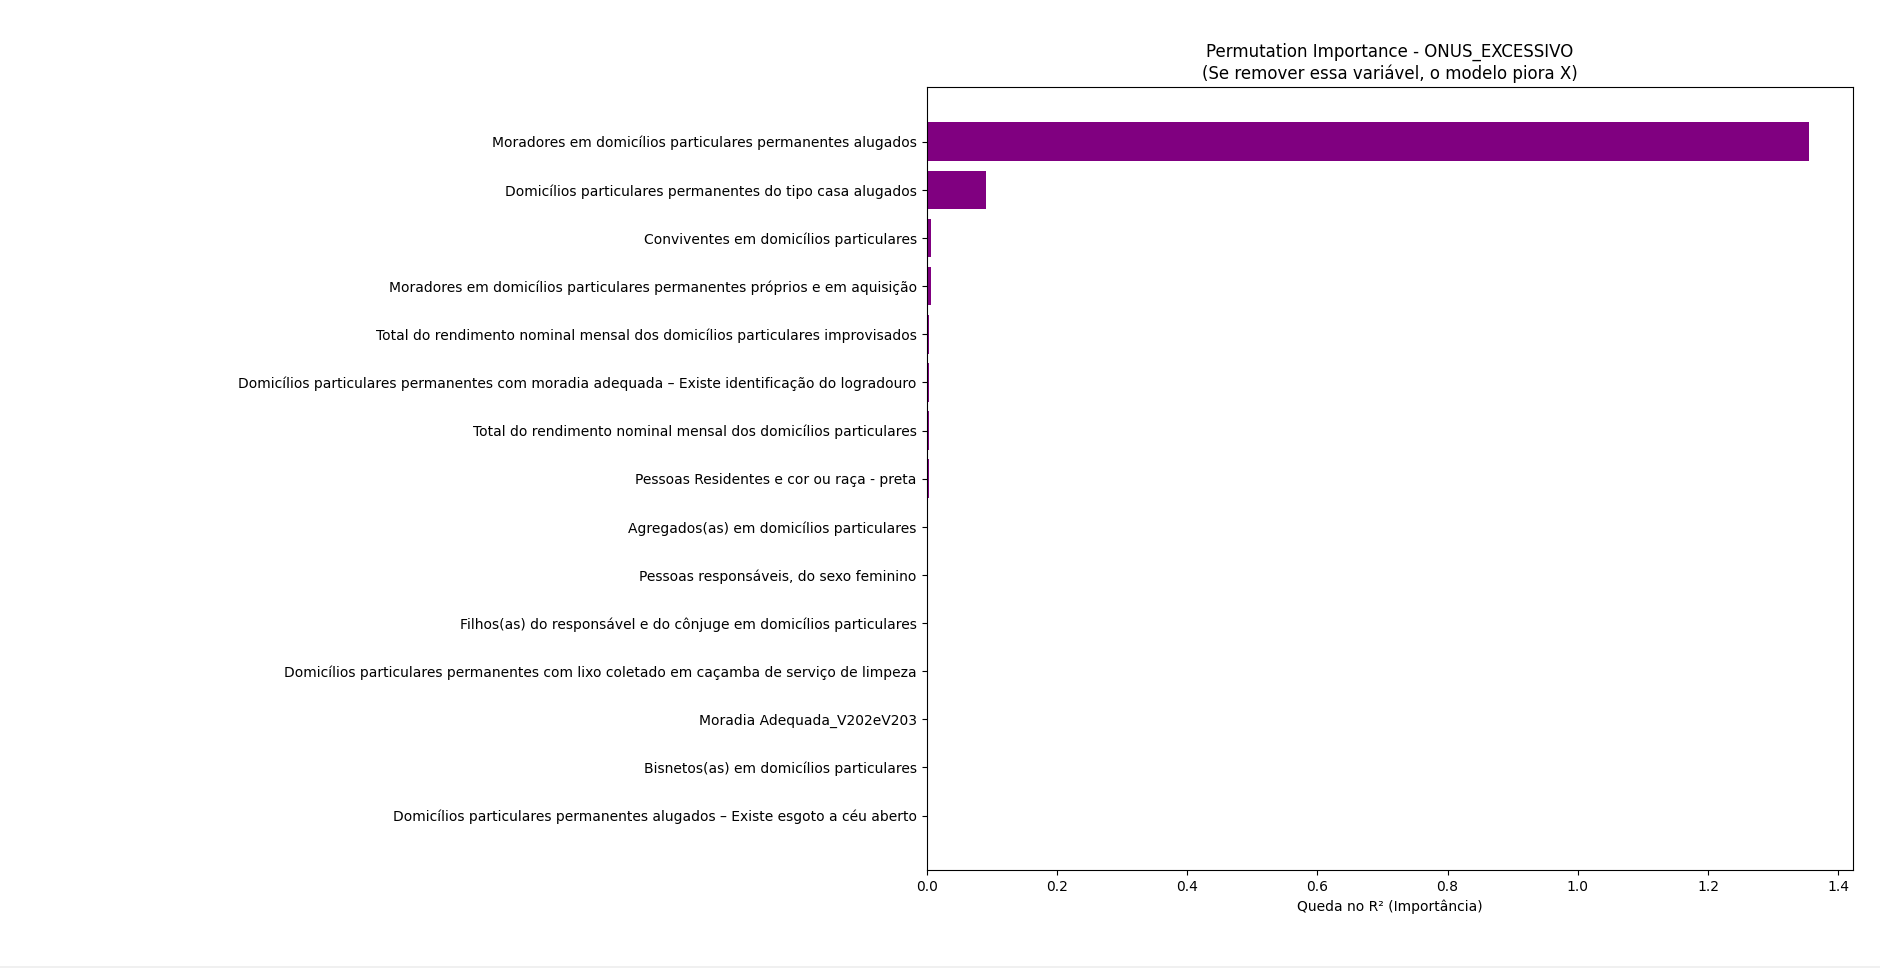 Permutation Importance - ONUS_EXCESSIVO
(Se remover essa variável, o modelo piora X)
Moradores em domicílios particulares permanentes alugados
Domicílios particulares permanentes do tipo casa alugados
Conviventes em domicílios particulares
Moradores em domicílios particulares permanentes próprios e em aquisição
Total do rendimento nominal mensal dos domicílios particulares improvisados
Domicílios particulares permanentes com moradia adequada – Existe identificação do logradouro
Total do rendimento nominal mensal dos domicílios particulares
Pessoas Residentes e cor ou raça - preta
Agregados(as) em domicílios particulares
Pessoas responsáveis, do sexo feminino
Filhos(as) do responsável e do cônjuge em domicílios particulares
Domicílios particulares permanentes com lixo coletado em caçamba de serviço de limpeza
Moradia Adequada_V202eV203
Bisnetos(as) em domicílios particulares
Domicílios particulares permanentes alugados – Existe esgoto a céu aberto
0.0 0.2 0.4 0.6 0.8 1.0 1.2 1.4
Queda no R² (Importância)